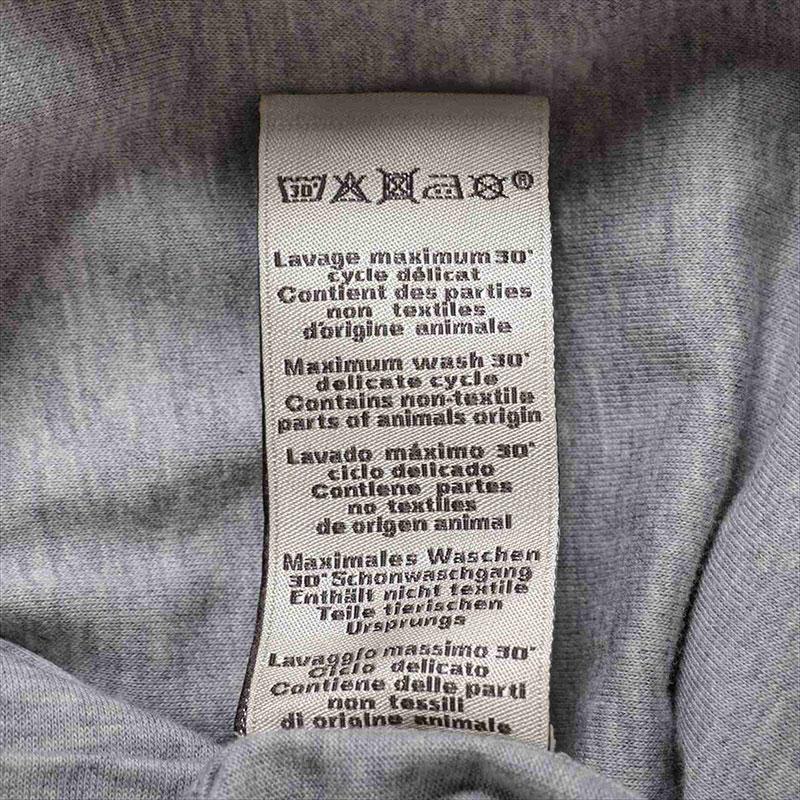 30° ®
Lavage maximum 30°
cycle délicat
Contient des parties
non textiles
d'origine animale
Maximum wash 30°
delicate cycle
Contains non-textile
parts of animals origin
Lavado máximo 30°
ciclo delicado
Contiene partes
no textiles
de origen animal
Maximales Waschen
30° Schonwaschgang
Enthält nicht textile
Teile tierischen
Ursprungs
Lavaggio massimo 30°
Ciclo delicato
Contiene delle parti
non tessili
di origine animale